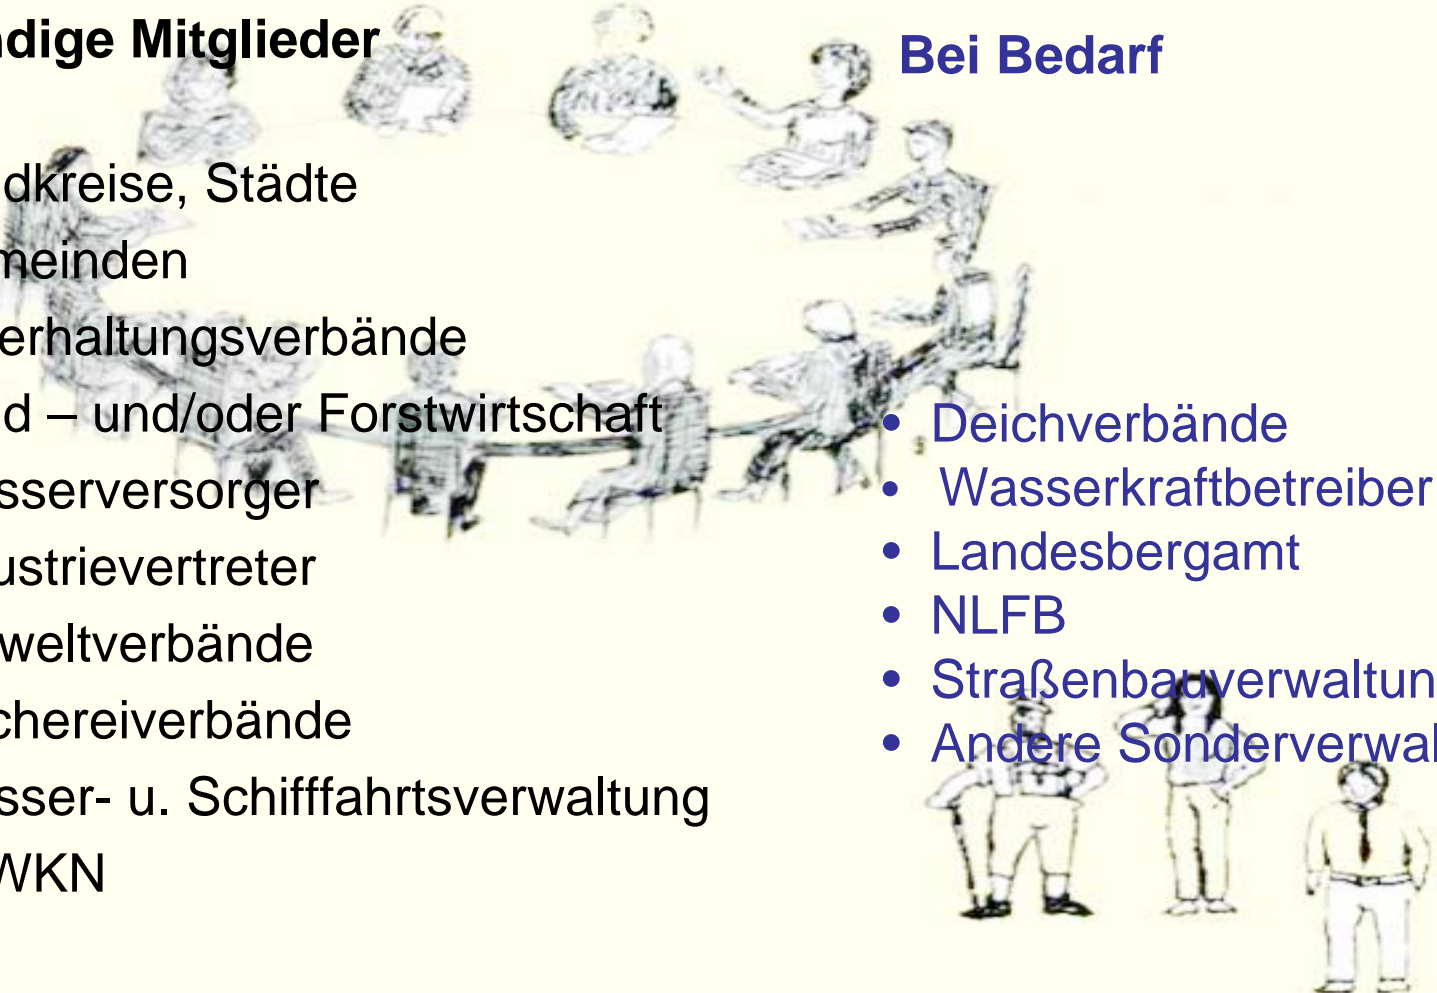 ndige Mitglieder
dkreise, Städte
meinden
erhaltungsverbände
d – und/oder Forstwirtschaft
sserversorger
ustrievertreter
weltverbände
chereiverbände
sser- u. Schifffahrtsverwaltung
WKN
Bei Bedarf
• Deichverbände
• Wasserkraftbetreiber
• Landesbergamt
• NLFB
• Straßenbauverwaltun
• Andere Sonderverwal